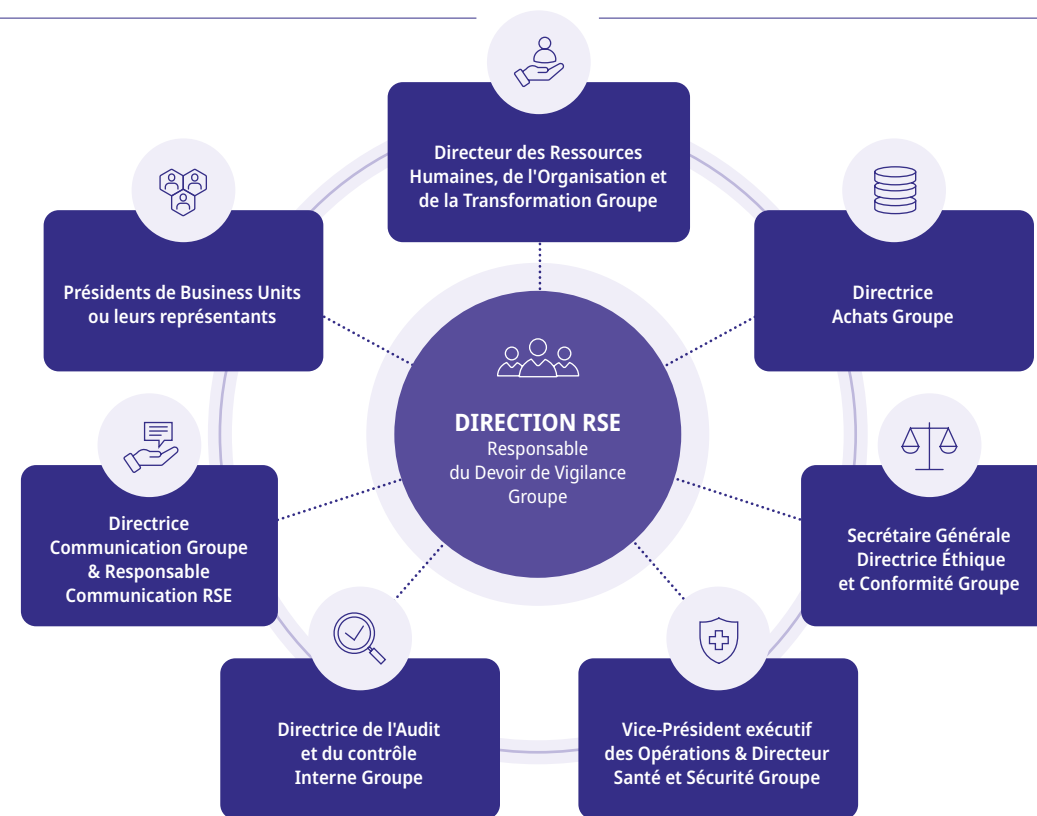 Directeur des Ressources
Humaines, de l'Organisation et
de la Transformation Groupe
Présidents de Business Units
ou leurs représentants
Directrice
Achats Groupe
DIRECTION RSE
Responsable
du Devoir de Vigilance
Groupe
Directrice
Communication Groupe
& Responsable
Communication RSE
Secrétaire Générale
Directrice Éthique
et Conformité Groupe
Directrice de l'Audit
et du contrôle
Interne Groupe
Vice-Président exécutif
des Opérations & Directeur
Santé et Sécurité Groupe